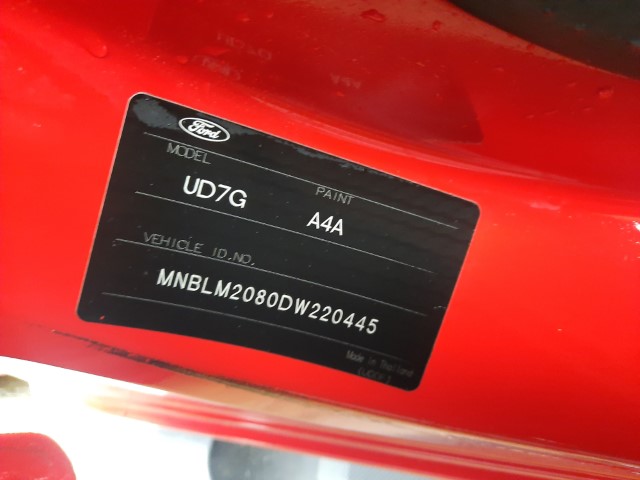 Ford
MODEL
PAINT
UD7G
A4A
VEHICLE ID.NO.
MNBLM2080DW220445
Made in Thailand